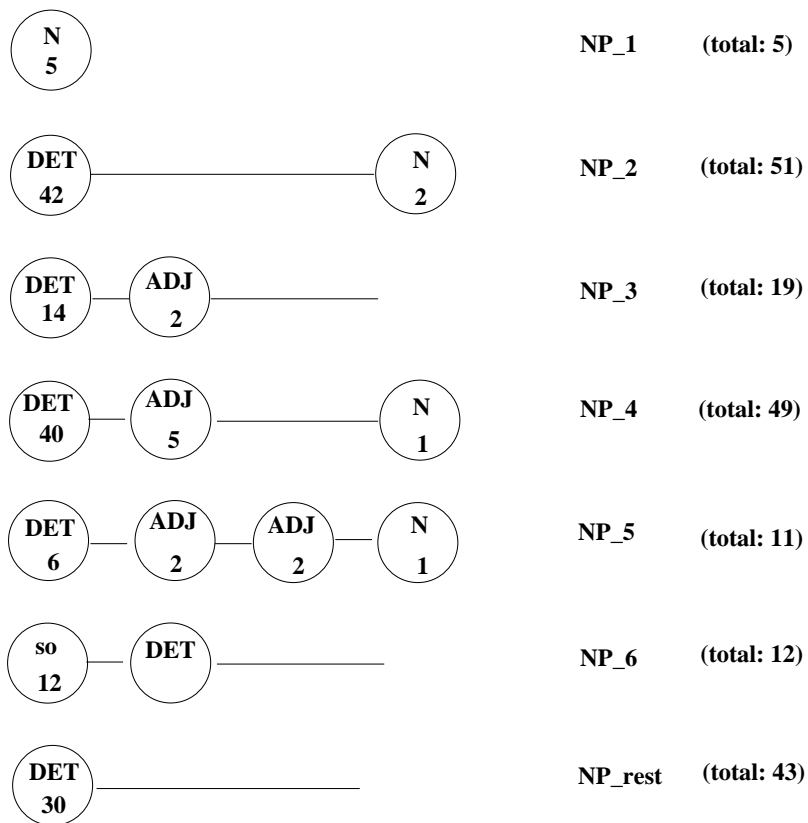 N
5
NP_1 (total: 5)
DET
42
N
2
NP_2 (total: 51)
DET
14
ADJ
2
NP_3 (total: 19)
DET
40
ADJ
5
N
1
NP_4 (total: 49)
DET
6
ADJ
2
ADJ
2
N
1
NP_5 (total: 11)
so
12
DET
NP_6 (total: 12)
DET
30
NP_rest (total: 43)